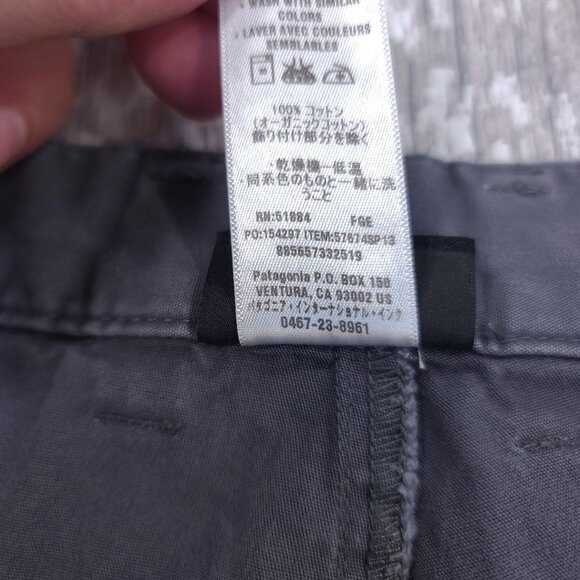 • WASH WITH SIMILAR
COLORS
• LAVER AVEC COULEURS
SEMBLABLES
100% コットン
(オーガニックコットン)
飾り付け部分を除く
・乾燥機ー低温
・同系色のものと一緒に洗
うこと
RN:51884 FGE
PO:154297 ITEM:57674SP13
885657332519
Patagonia P.O. BOX 150
VENTURA, CA 93002 US
パタゴニア・インターナショナル・インク
0467-23-8961